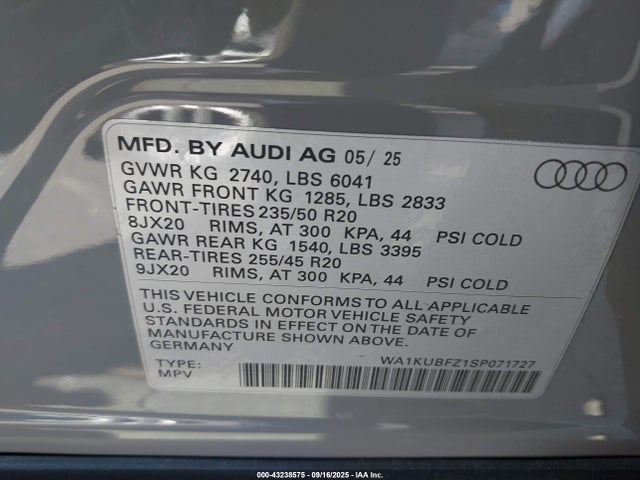 MFD. BY AUDI AG 05/ 25
GVWR KG 2740, LBS 6041
GAWR FRONT KG 1285, LBS 2833
FRONT-TIRES 235/50 R20
8JX20 RIMS, AT 300 KPA, 44 PSI COLD
GAWR REAR KG 1540, LBS 3395
REAR-TIRES 255/45 R20
9JX20 RIMS, AT 300 KPA, 44 PSI COLD
THIS VEHICLE CONFORMS TO ALL APPLICABLE
U.S. FEDERAL MOTOR VEHICLE SAFETY
STANDARDS IN EFFECT ON THE DATE OF
MANUFACTURE SHOWN ABOVE.
GERMANY
WA1KUBFZ1SP071727
TYPE:
MPV
000-43238575 - 09/16/2025 - IAA Inc.